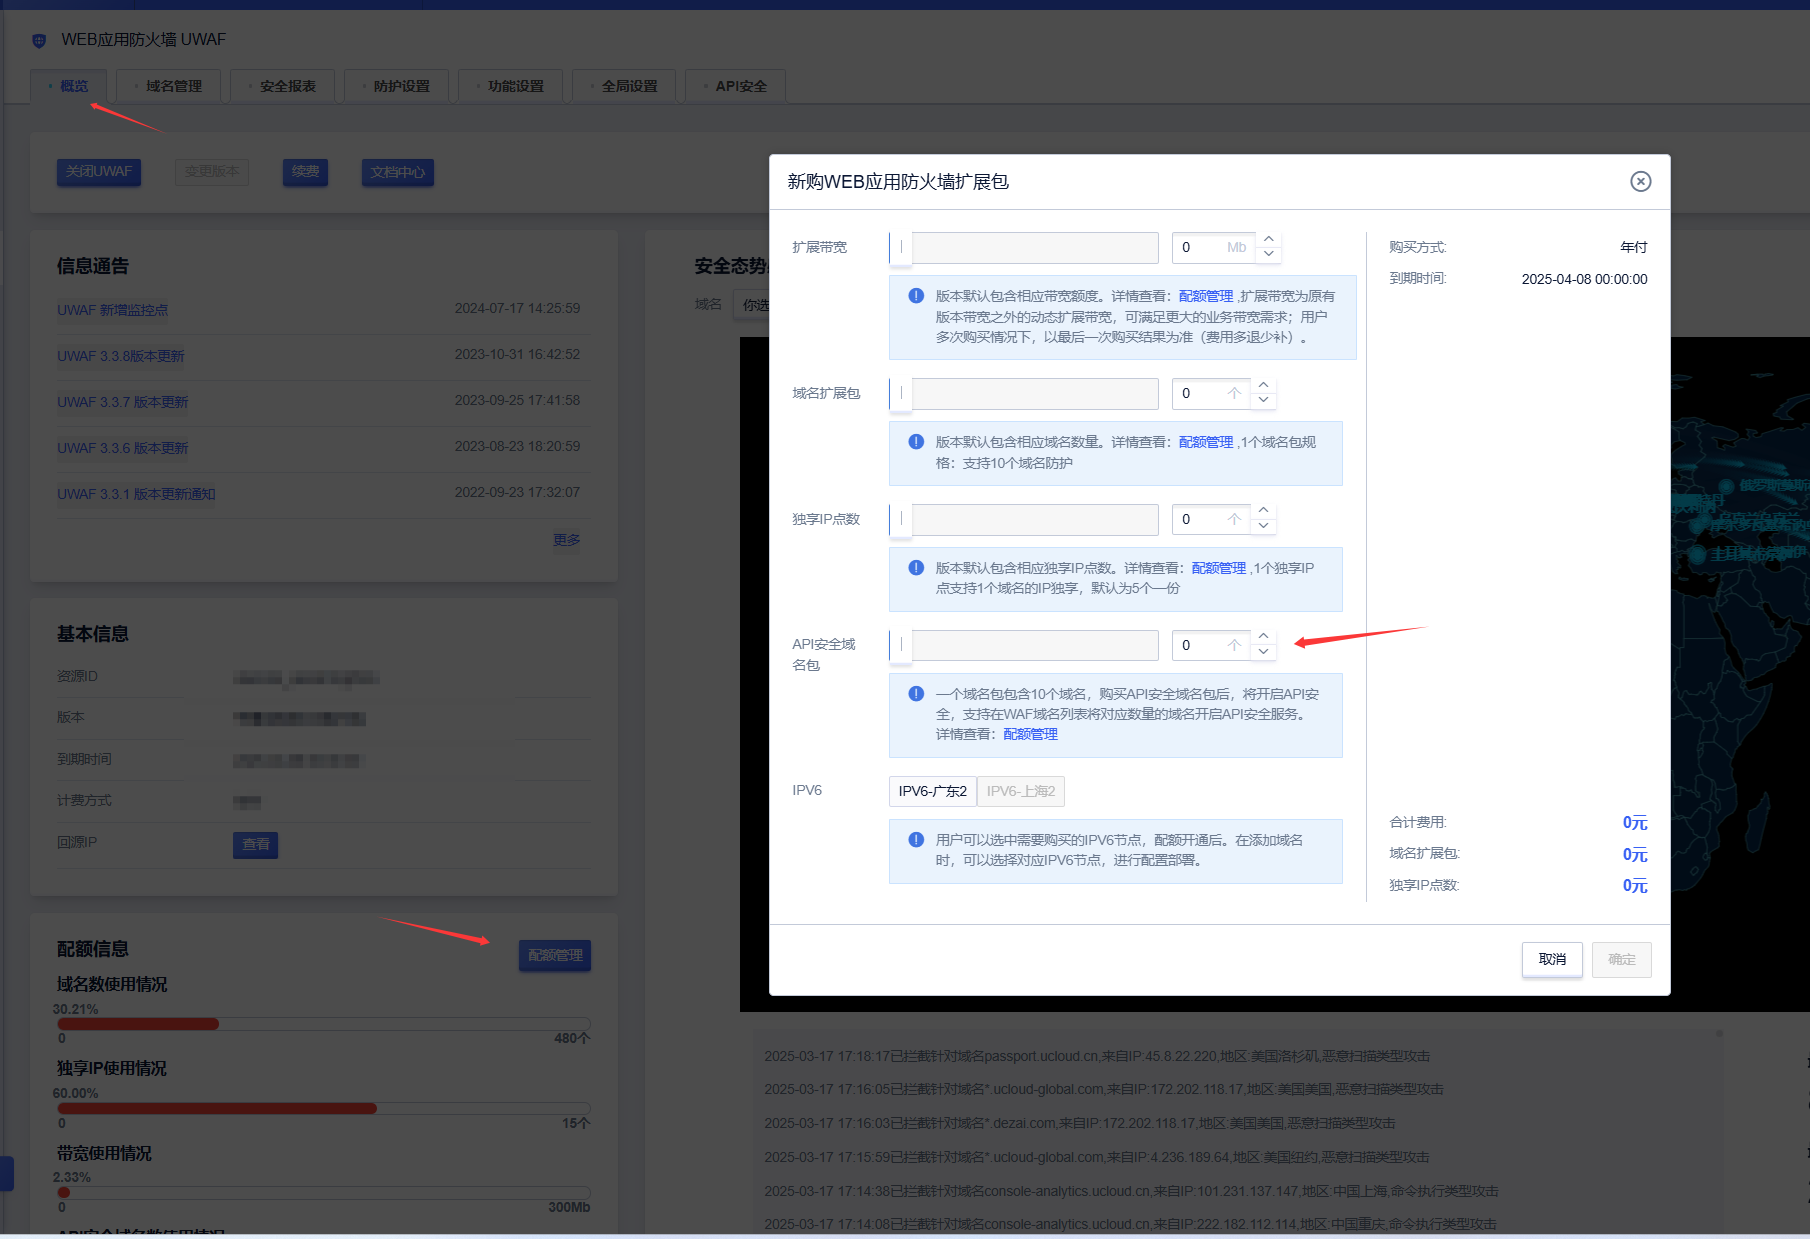 WEB应用防火墙 UWAF
概览
域名管理
安全报表
防护设置
功能设置
全局设置
API安全
关闭UWAF
变更版本
续费
文档中心
信息通告
UWAF 新增监控点
2024-07-17 14:25:59
UWAF 3.3.8版本更新
2023-10-31 16:42:52
UWAF 3.3.7 版本更新
2023-09-25 17:41:58
UWAF 3.3.6 版本更新
2023-08-23 18:20:59
UWAF 3.3.1 版本更新通知
2022-09-23 17:32:07
更多
基本信息
资源ID
版本
到期时间
计费方式
回源IP
查看
配额信息
配额管理
域名数使用情况
30.21%
0
480个
独享IP使用情况
60.00%
0
15个
带宽使用情况
2.33%
0
300Mb
API安全域名数使用情况
安全态势
域名
你选
新购WEB应用防火墙扩展包
扩展带宽
0 Mb
版本默认包含相应带宽额度。详情查看：配额管理 ,扩展带宽为原有
版本带宽之外的动态扩展带宽，可满足更大的业务带宽需求；用户
多次购买情况下，以最后一次购买结果为准（费用多退少补）。
域名扩展包
0 个
版本默认包含相应域名数量。详情查看：配额管理 ,1个域名包规
格：支持10个域名防护
独享IP点数
0 个
版本默认包含相应独享IP点数。详情查看：配额管理 ,1个独享IP
点支持1个域名的IP独享，默认为5个一份
API安全域
名包
0 个
一个域名包包含10个域名，购买API安全域名包后，将开启API安
全，支持在WAF域名列表将对应数量的域名开启API安全服务。
详情查看：配额管理
IPV6
IPV6-广东2
IPV6-上海2
用户可以选中需要购买的IPV6节点，配额开通后。在添加域名
时，可以选择对应IPV6节点，进行配置部署。
购买方式:
年付
到期时间:
2025-04-08 00:00:00
合计费用:
0元
域名扩展包:
0元
独享IP点数:
0元
取消
确定
俄罗斯莫斯
2025-03-17 17:18:17已拦截针对域名passport.ucloud.cn,来自IP:45.8.22.220,地区:美国洛杉矶,恶意扫描类型攻击
2025-03-17 17:16:05已拦截针对域名*.ucloud-global.com,来自IP:172.202.118.17,地区:美国美国,恶意扫描类型攻击
2025-03-17 17:16:03已拦截针对域名*.dezai.com,来自IP:172.202.118.17,地区:美国美国,恶意扫描类型攻击
2025-03-17 17:15:59已拦截针对域名*.ucloud-global.com,来自IP:4.236.189.64,地区:美国纽约,恶意扫描类型攻击
2025-03-17 17:14:38已拦截针对域名console-analytics.ucloud.cn,来自IP:101.231.137.147,地区:中国上海,命令执行类型攻击
2025-03-17 17:14:08已拦截针对域名console-analytics.ucloud.cn,来自IP:222.182.112.114,地区:中国重庆,命令执行类型攻击